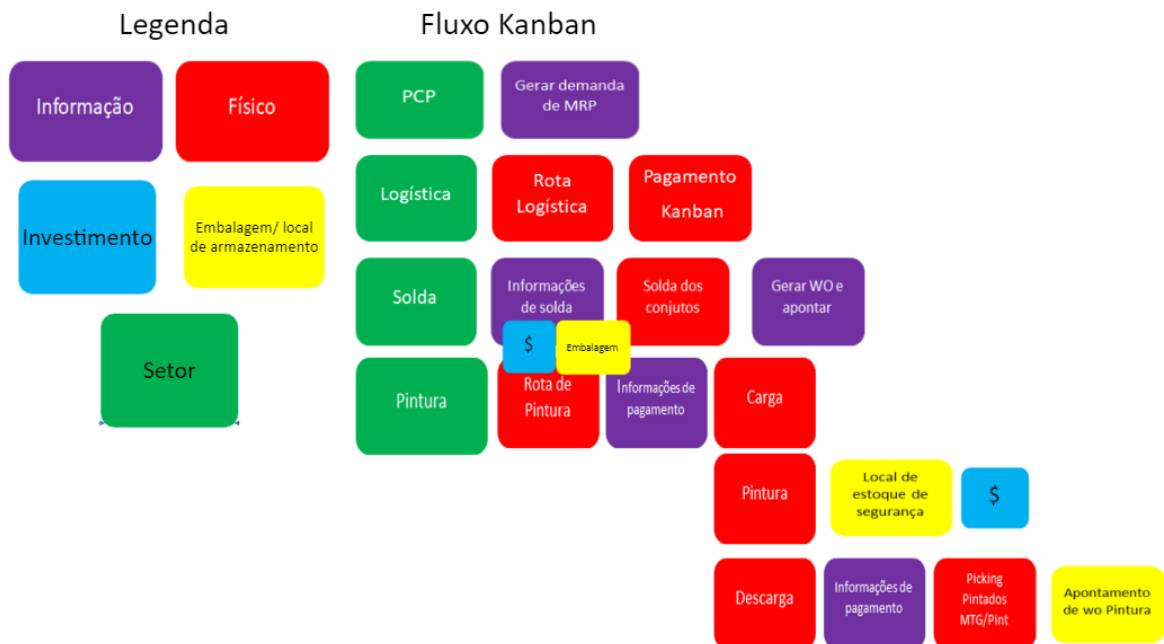 Legenda
Fluxo Kanban
Informação
Físico
Investimento
Embalagem/ local
de armazenamento
Setor
PCP
Gerar demanda
de MRP
Logística
Rota
Logística
Pagamento
Kanban
Solda
Informações
de solda
Solda dos
conjutos
Gerar WO e
apontar
$
Embalagem
Pintura
Rota de
Pintura
Informações de
pagamento
Carga
Pintura
Local de
estoque de
segurança
$
Descarga
Informações de
pagamento
Picking
Pintados
MTG/Pint
Apontamento
de wo Pintura